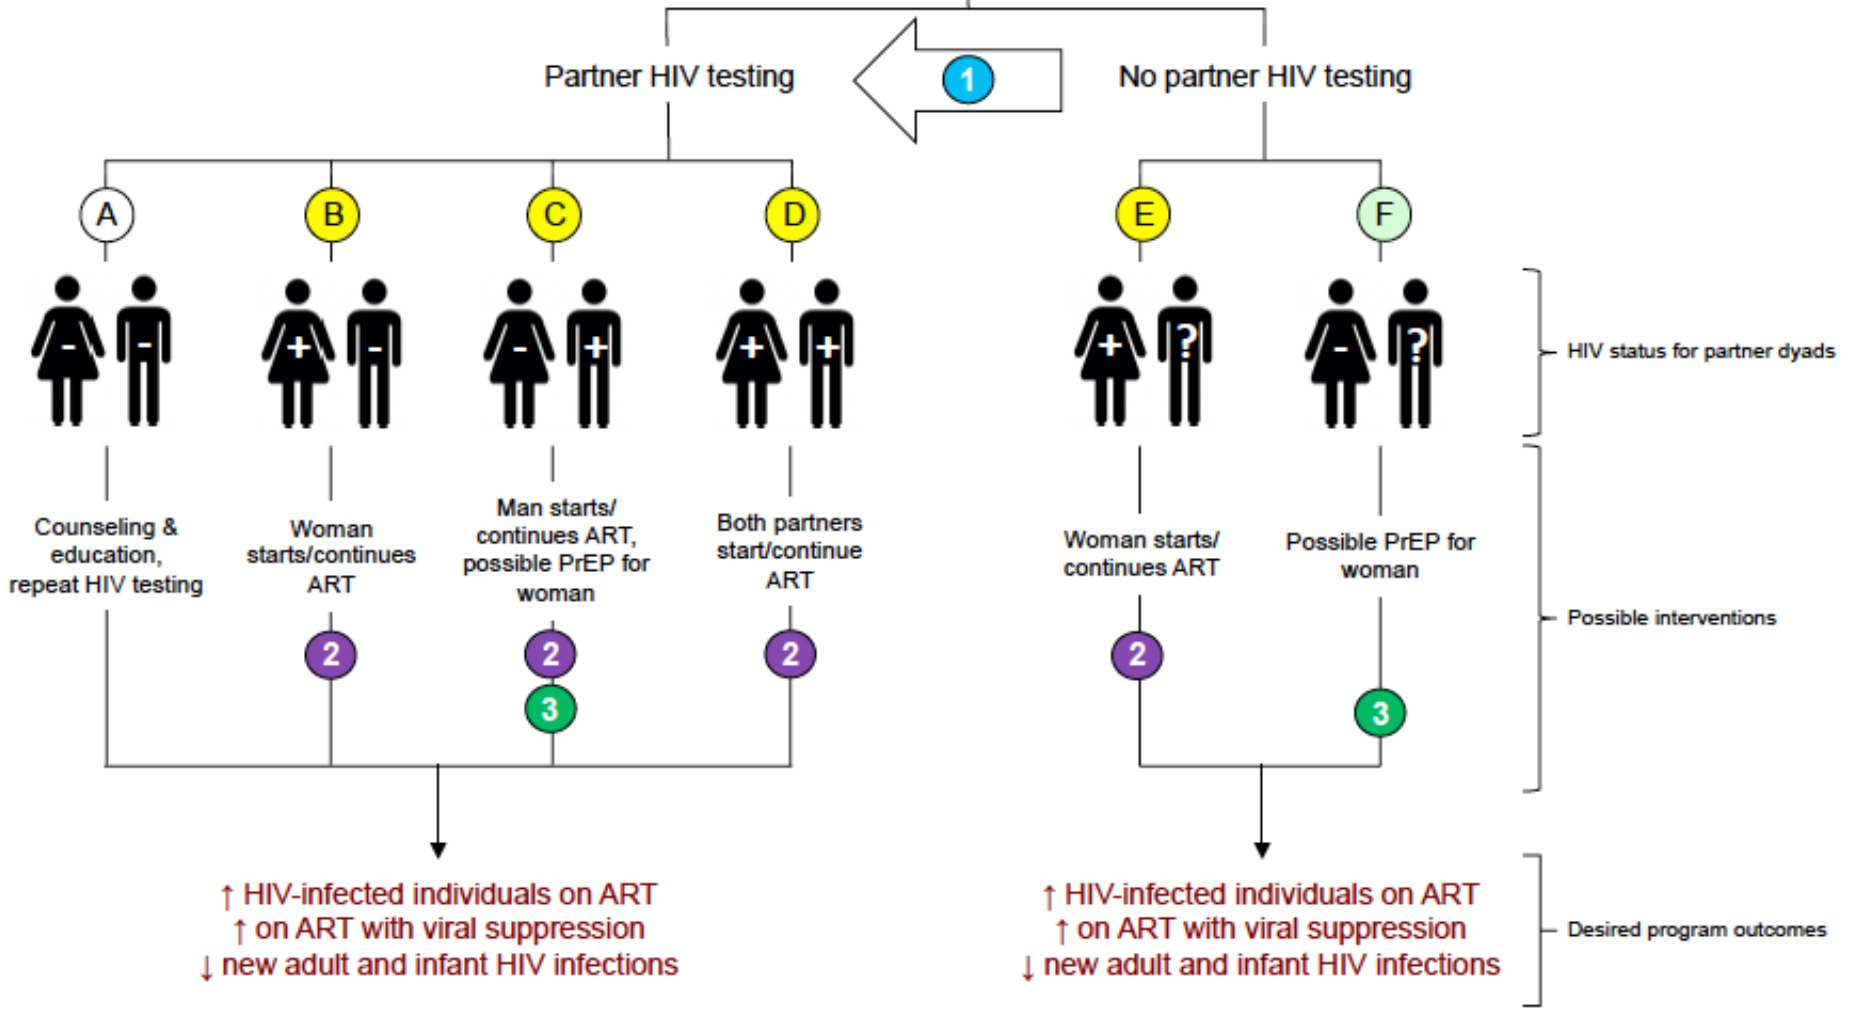 Partner HIV testing
1
No partner HIV testing
A
B
C
D
E
F
- -
+ -
- +
+ +
+ ?
- ?
HIV status for partner dyads
Counseling &
education,
repeat HIV testing
Woman
starts/continues
ART
Man starts/
continues ART,
possible PrEP for
woman
Both partners
start/continue
ART
Woman starts/
continues ART
Possible PrEP for
woman
Possible interventions
2
2
3
2
2
3
↑ HIV-infected individuals on ART
↑ on ART with viral suppression
↓ new adult and infant HIV infections
↑ HIV-infected individuals on ART
↑ on ART with viral suppression
↓ new adult and infant HIV infections
Desired program outcomes